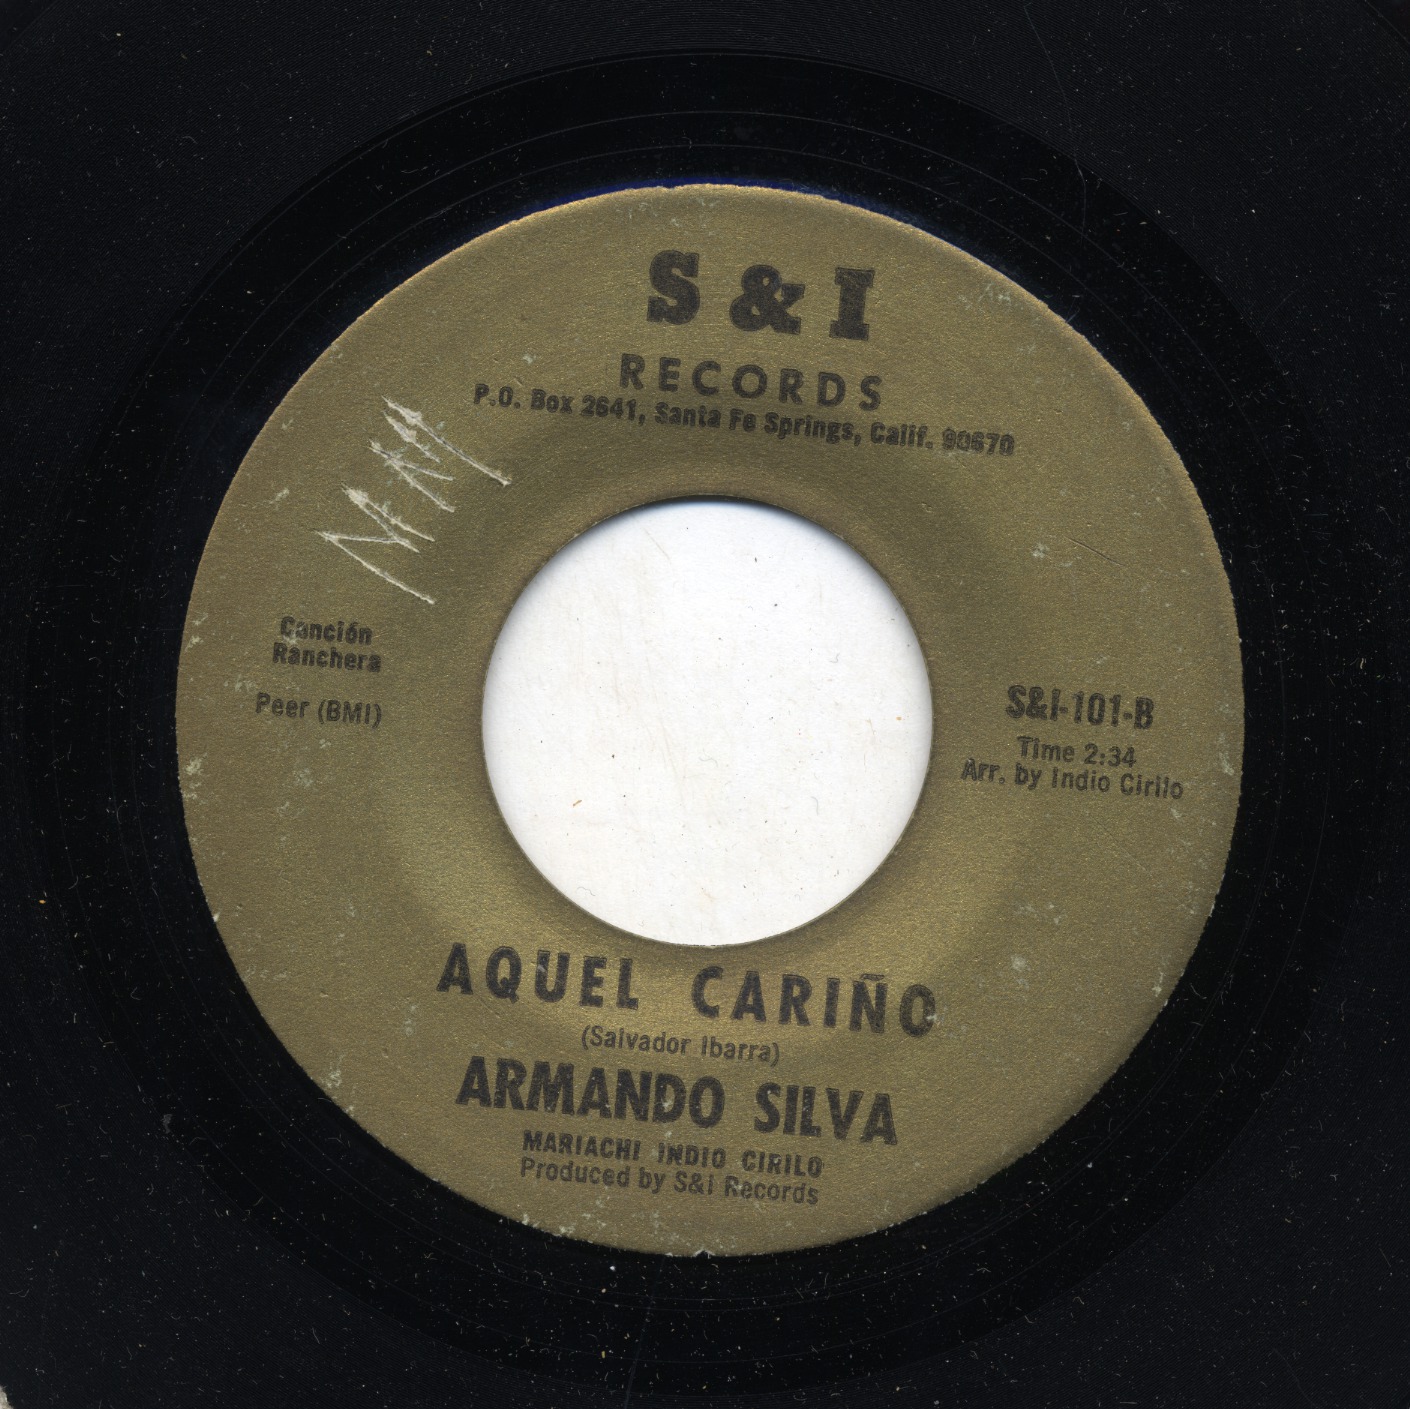 S & I
RECORDS
P.O. Box 2641, Santa Fe Springs, Calif. 90670
Canción
Ranchera
Peer (BMI)
S&I-101-B
Time 2:34
Arr. by Indio Cirilo
AQUEL CARIÑO
(Salvador Ibarra)
ARMANDO SILVA
MARIACHI INDIO CIRILO
Produced by S&I Records